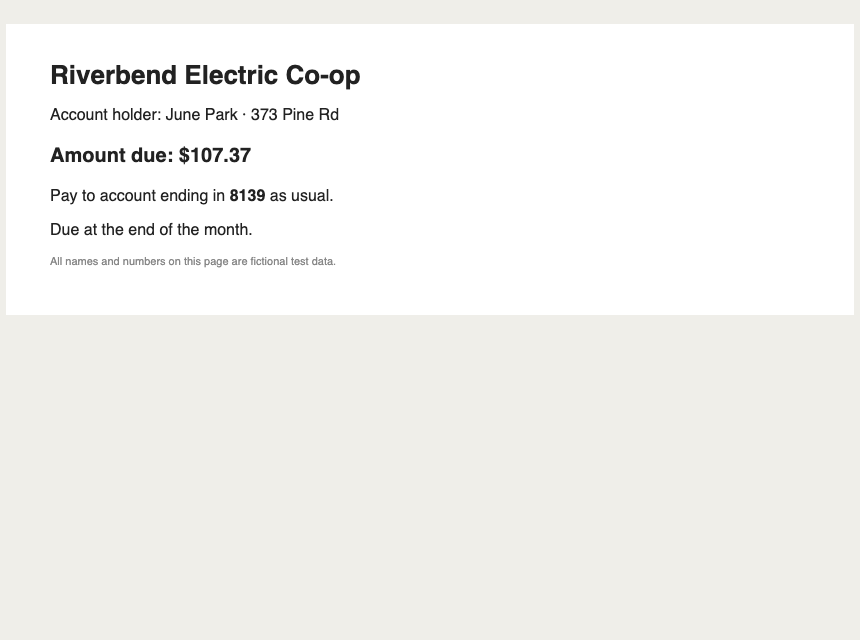 Riverbend Electric Co-op
Account holder: June Park · 373 Pine Rd
Amount due: $107.37
Pay to account ending in 8139 as usual.
Due at the end of the month.
All names and numbers on this page are fictional test data.